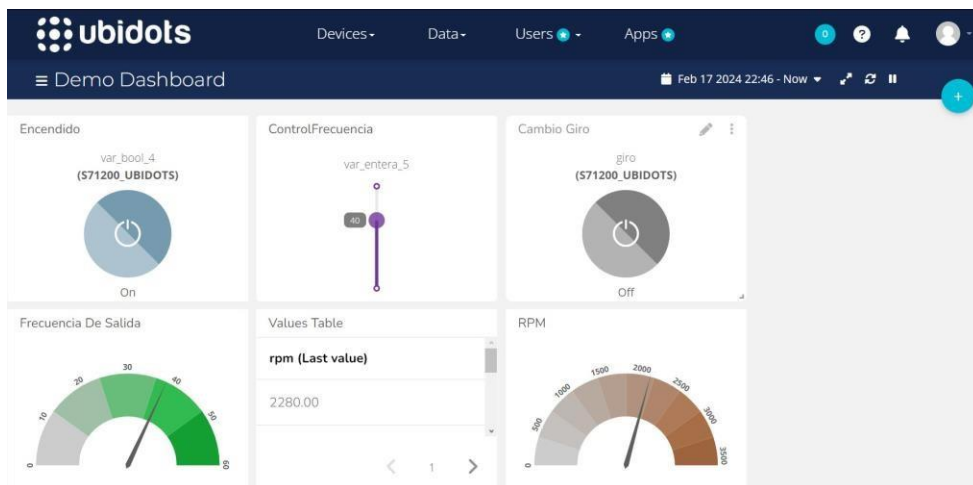 ubidots
Devices
Data
Users
Apps
0
?
Demo Dashboard
Feb 17 2024 22:46 - Now
+
Encendido
var_bool_4
(S71200_UBIDOTS)
On
ControlFrecuencia
var_entera_5
40
Cambio Giro
giro
(S71200_UBIDOTS)
Off
Frecuencia De Salida
0
10
20
30
40
50
60
Values Table
rpm (Last value)
2280.00
1
RPM
0
500
1000
1500
2000
2500
3000
3500